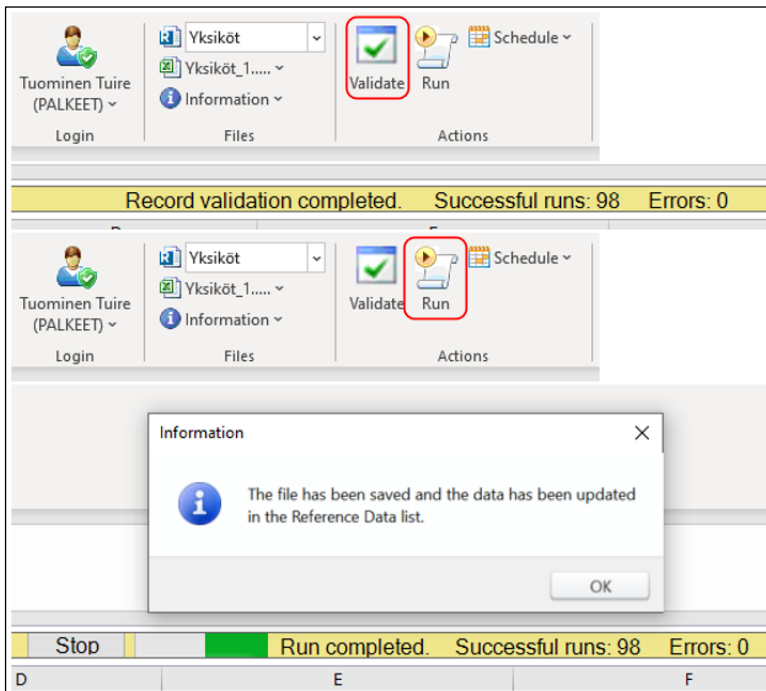 Yksiköt
Schedule
Tuominen Tuire
(PALKEET)
Yksiköt_1.....
Validate
Run
Information
Login
Files
Actions
Record validation completed. Successful runs: 98 Errors: 0
Yksiköt
Schedule
Tuominen Tuire
(PALKEET)
Yksiköt_1.....
Validate
Run
Information
Login
Files
Actions
Information
The file has been saved and the data has been updated
in the Reference Data list.
OK
Stop
Run completed. Successful runs: 98 Errors: 0
D E F